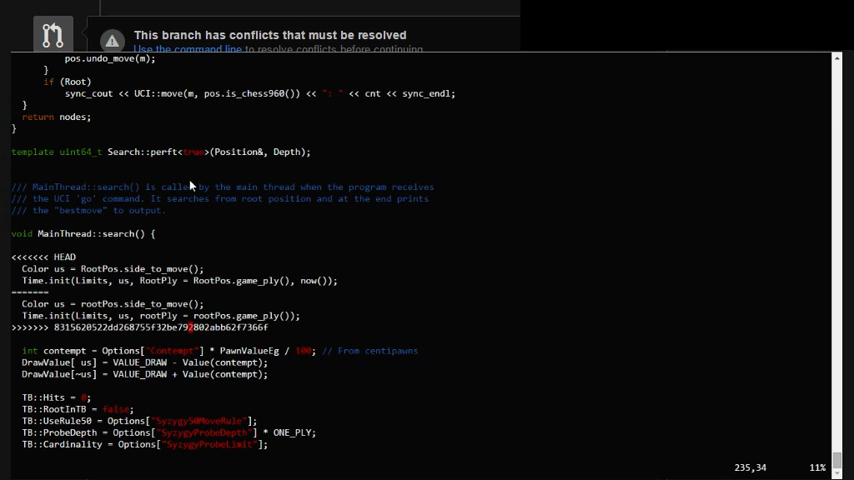 This branch has conflicts that must be resolved
Use the command line to resolve conflicts before continuing.
pos.undo_move(m);
}
if (Root)
sync_cout << UCI::move(m, pos.is_chess960()) << ": " << cnt << sync_endl;
}
return nodes;
}
template uint64_t Search::perft<true>(Position&, Depth);
/// MainThread::search() is called by the main thread when the program receives
/// the UCI 'go' command. It searches from root position and at the end prints
/// the "bestmove" to output.
void MainThread::search() {
<<<<<<< HEAD
Color us = RootPos.side_to_move();
Time.init(Limits, us, RootPly = RootPos.game_ply(), now());
=======
Color us = rootPos.side_to_move();
Time.init(Limits, us, rootPly = rootPos.game_ply());
>>>>>>> 8315620522dd268755f32be792802abb62f7366f
int contempt = Options["Contempt"] * PawnValueEg / 100; // From centipawns
DrawValue[ us] = VALUE_DRAW - Value(contempt);
DrawValue[~us] = VALUE_DRAW + Value(contempt);
TB::Hits = 0;
TB::RootInTB = false;
TB::UseRule50 = Options["Syzygy50MoveRule"];
TB::ProbeDepth = Options["SyzygyProbeDepth"] * ONE_PLY;
TB::Cardinality = Options["SyzygyProbeLimit"];
235,34 11%